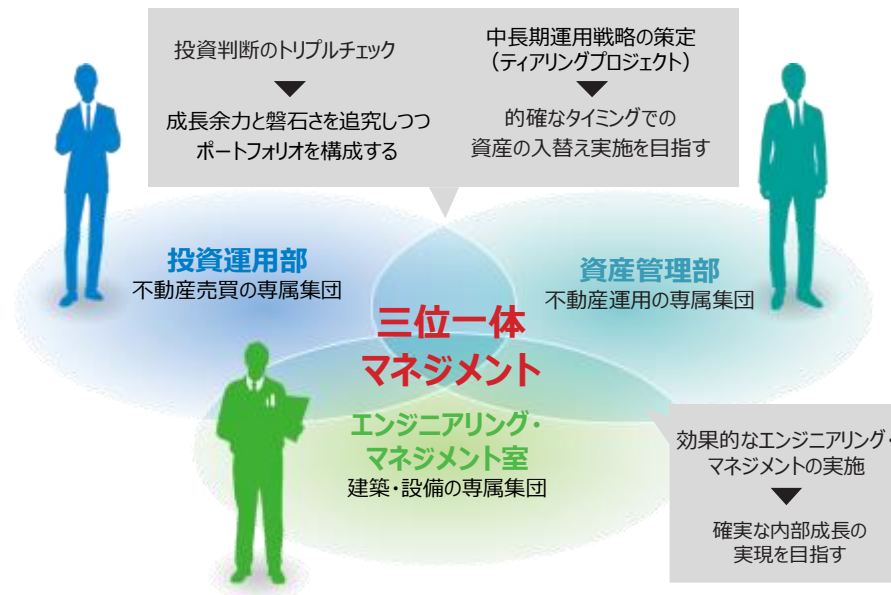 投資判断のトリプルチェック
成長余力と磐石さを追究しつつ
ポートフォリオを構成する
中長期運用戦略の策定
（ティアリングプロジェクト）
的確なタイミングでの
資産の入替え実施を目指す
投資運用部
不動産売買の専属集団
資産管理部
不動産運用の専属集団
三位一体
マネジメント
エンジニアリング・
マネジメント室
建築・設備の専属集団
効果的なエンジニアリング・
マネジメントの実施
確実な内部成長の
実現を目指す